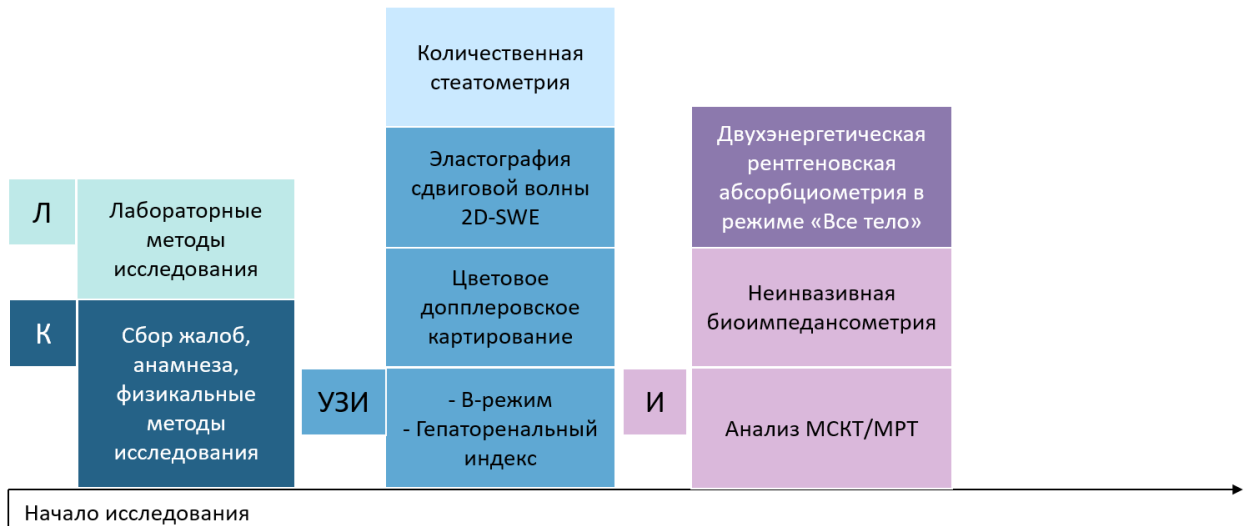 Л
Лабораторные
методы
исследования
К
Сбор жалоб,
анамнеза,
физикальные
методы
исследования
УЗИ
Количественная
стеатометрия
Эластография
сдвиговой волны
2D-SWE
Цветовое
допплеровское
картирование
- В-режим
- Гепаторенальный
индекс
И
Двухэнергетическая
рентгеновская
абсорбциометрия в
режиме «Все тело»
Неинвазивная
биоимпедансометрия
Анализ МСКТ/МРТ
Начало исследования